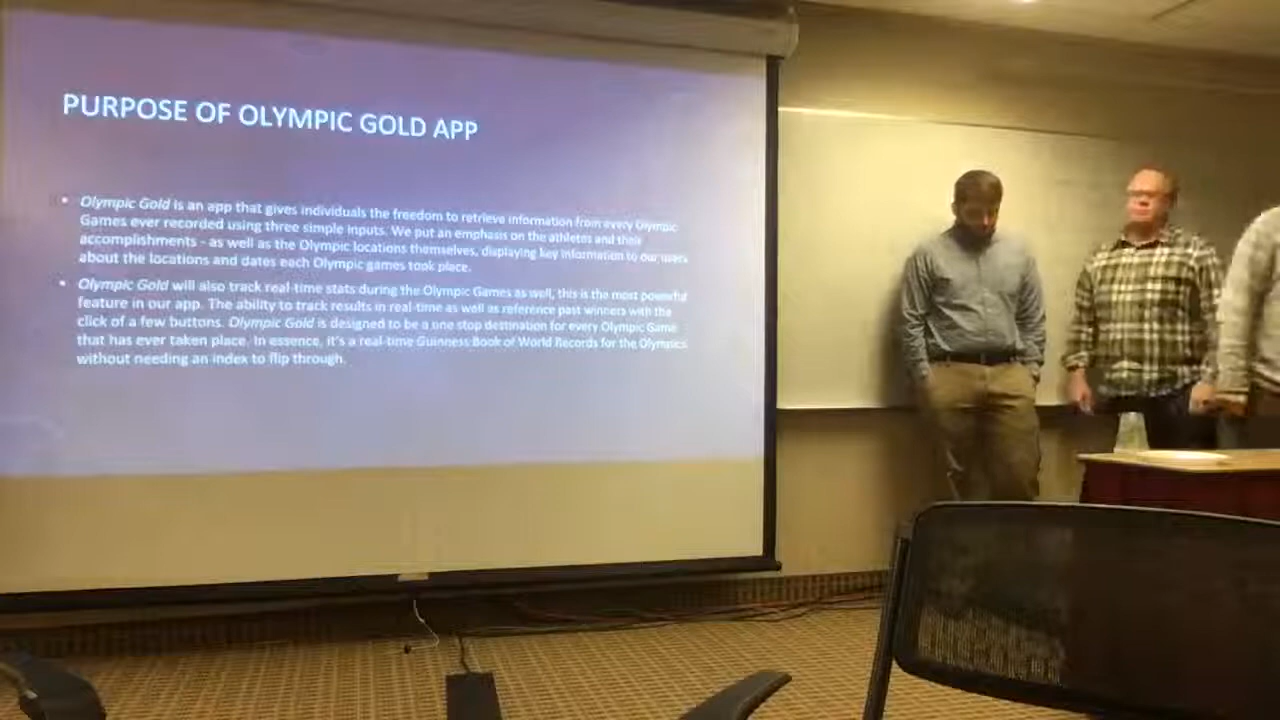 PURPOSE OF OLYMPIC GOLD APP
• Olympic Gold is an app that gives individuals the freedom to retrieve information from every Olympic
Games ever recorded using three simple inputs. We put an emphasis on the athletes and their
accomplishments - as well as the Olympic locations themselves, displaying key information to our users
about the locations and dates each Olympic games took place.
• Olympic Gold will also track real-time stats during the Olympic Games as well, this is the most powerful
feature in our app. The ability to track results in real-time as well as reference past winners with the
click of a few buttons. Olympic Gold is designed to be a one stop destination for every Olympic Game
that has ever taken place. In essence, it's a real-time Guinness Book of World Records for the Olympics
without needing an index to flip through.